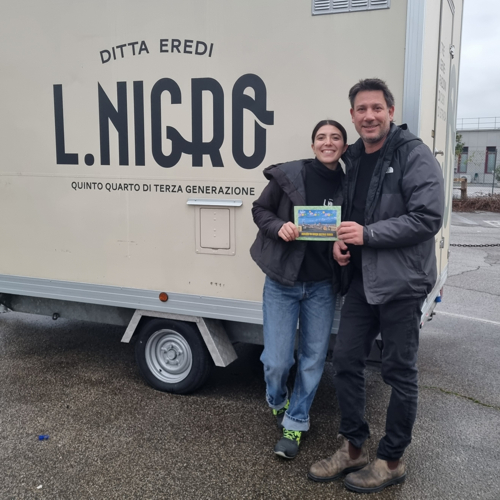 DITTA EREDI
L.NIGRO
QUINTO QUARTO DI TERZA GENERAZIONE